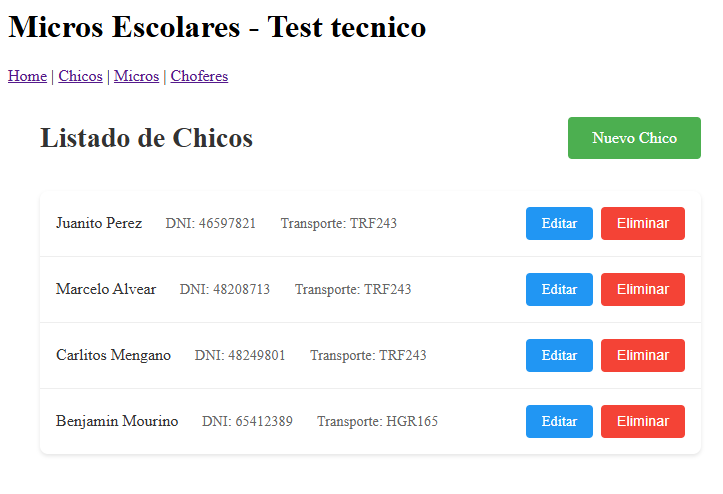 Micros Escolares - Test tecnico
Home | Chicos | Micros | Choferes
Listado de Chicos Nuevo Chico
Juanito Perez DNI: 46597821 Transporte: TRF243 Editar Eliminar
Marcelo Alvear DNI: 48208713 Transporte: TRF243 Editar Eliminar
Carlitos Mengano DNI: 48249801 Transporte: TRF243 Editar Eliminar
Benjamin Mourino DNI: 65412389 Transporte: HGR165 Editar Eliminar